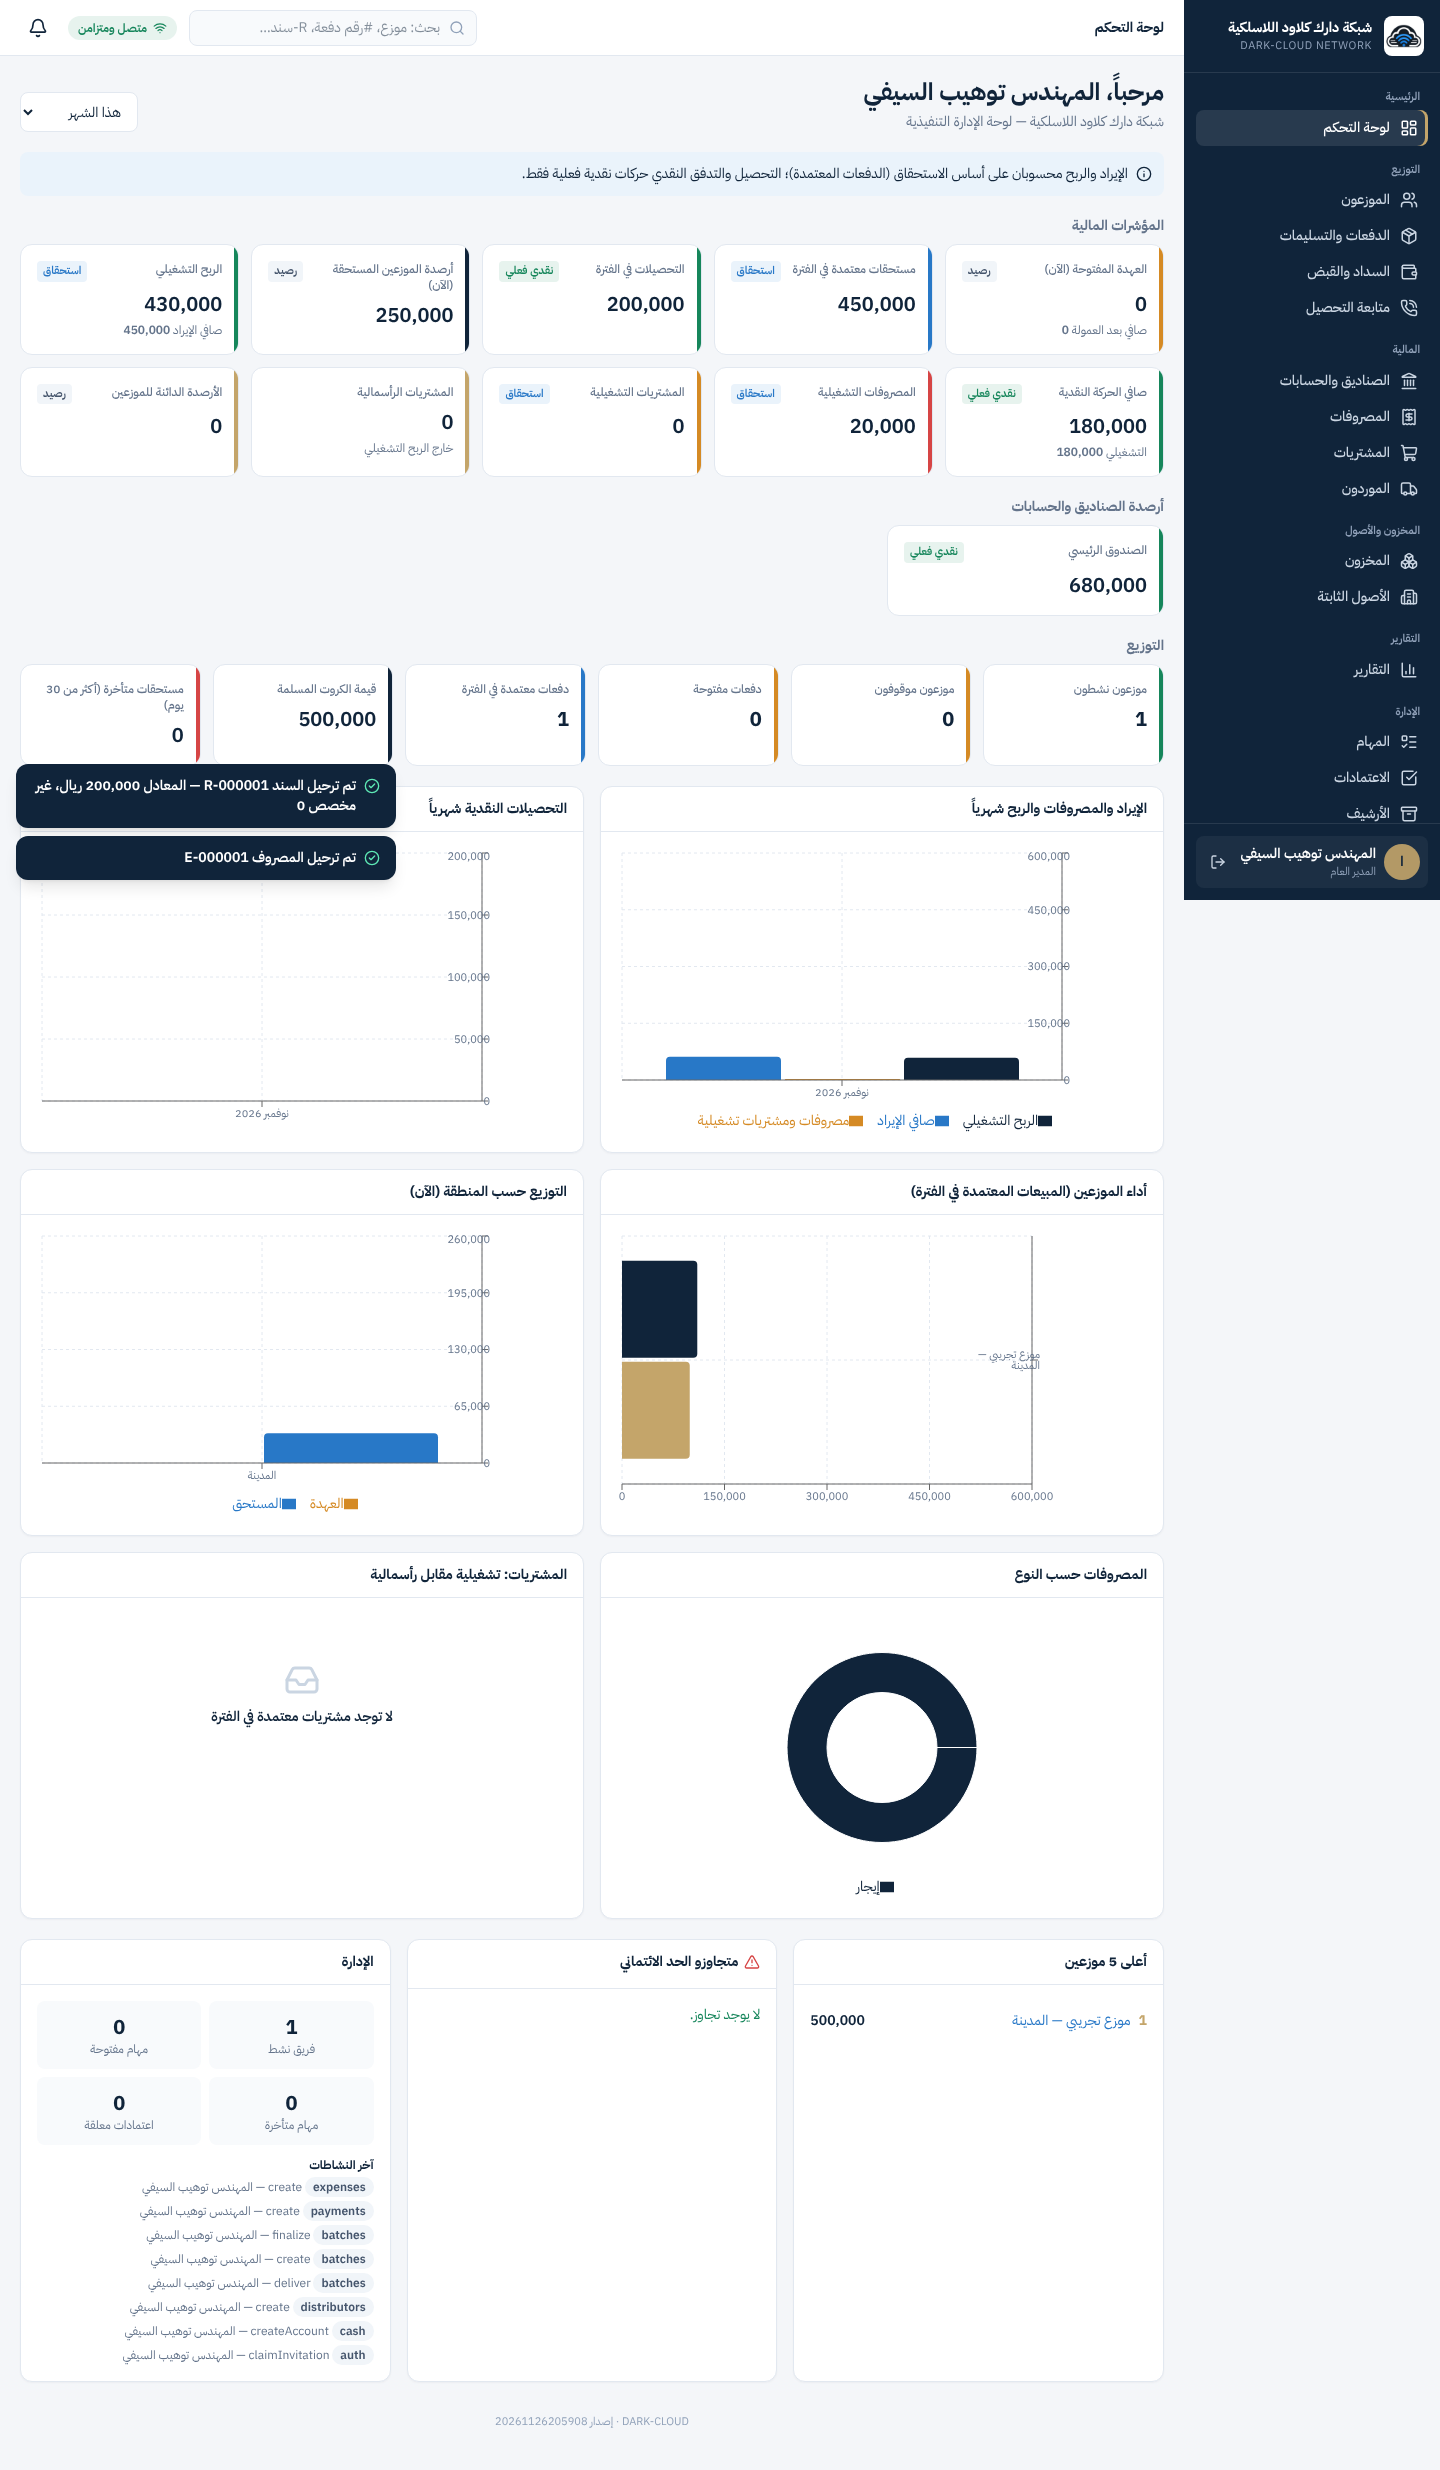 شبكة دارك كلاود اللاسلكية
DARK-CLOUD NETWORK
الرئيسية
لوحة التحكم
التوزيع
الموزعون
الدفعات والتسليمات
السداد والقبض
متابعة التحصيل
المالية
الصناديق والحسابات
المصروفات
المشتريات
الموردون
المخزون والأصول
المخزون
الأصول الثابتة
التقارير
التقارير
الإدارة
المهام
الاعتمادات
الأرشيف
ا
المهندس توهيب السيفي
المدير العام
لوحة التحكم
بحث: موزع، #رقم دفعة، R-سند...
متصل ومتزامن
مرحباً، المهندس توهيب السيفي
شبكة دارك كلاود اللاسلكية — لوحة الإدارة التنفيذية
هذا الشهر
الإيراد والربح محسوبان على أساس الاستحقاق (الدفعات المعتمدة)؛ التحصيل والتدفق النقدي حركات نقدية فعلية فقط.
المؤشرات المالية
العهدة المفتوحة (الآن)
رصيد
0
صافي بعد العمولة 0
مستحقات معتمدة في الفترة
استحقاق
450,000
التحصيلات في الفترة
نقدي فعلي
200,000
أرصدة الموزعين المستحقة
(الآن)
رصيد
250,000
الربح التشغيلي
استحقاق
430,000
صافي الإيراد 450,000
صافي الحركة النقدية
نقدي فعلي
180,000
التشغيلي 180,000
المصروفات التشغيلية
استحقاق
20,000
المشتريات التشغيلية
استحقاق
0
المشتريات الرأسمالية
0
خارج الربح التشغيلي
الأرصدة الدائنة للموزعين
رصيد
0
أرصدة الصناديق والحسابات
الصندوق الرئيسي
نقدي فعلي
680,000
التوزيع
موزعون نشطون
1
موزعون موقوفون
0
دفعات مفتوحة
0
دفعات معتمدة في الفترة
1
قيمة الكروت المسلمة
500,000
مستحقات متأخرة (أكثر من 30
يوم)
0
تم ترحيل السند R-000001 — المعادل 200,000 ريال، غير
مخصص 0
تم ترحيل المصروف E-000001
الإيراد والمصروفات والربح شهرياً
600,000
450,000
300,000
150,000
0
نوفمبر 2026
الربح التشغيلي
صافي الإيراد
مصروفات ومشتريات تشغيلية
التحصيلات النقدية شهرياً
200,000
150,000
100,000
50,000
0
نوفمبر 2026
أداء الموزعين (المبيعات المعتمدة في الفترة)
موزع تجريبي —
المدينة
0
150,000
300,000
450,000
600,000
التوزيع حسب المنطقة (الآن)
260,000
195,000
130,000
65,000
0
المدينة
العهدة
المستحق
المصروفات حسب النوع
إيجار
المشتريات: تشغيلية مقابل رأسمالية
لا توجد مشتريات معتمدة في الفترة
أعلى 5 موزعين
1 موزع تجريبي — المدينة 500,000
متجاوزو الحد الائتماني
لا يوجد تجاوز.
الإدارة
1
فريق نشط
0
مهام مفتوحة
0
مهام متأخرة
0
اعتمادات معلقة
آخر النشاطات
expenses create — المهندس توهيب السيفي
payments create — المهندس توهيب السيفي
batches finalize — المهندس توهيب السيفي
batches create — المهندس توهيب السيفي
batches deliver — المهندس توهيب السيفي
distributors create — المهندس توهيب السيفي
cash createAccount — المهندس توهيب السيفي
auth claimInvitation — المهندس توهيب السيفي
DARK-CLOUD · إصدار 20261126205908